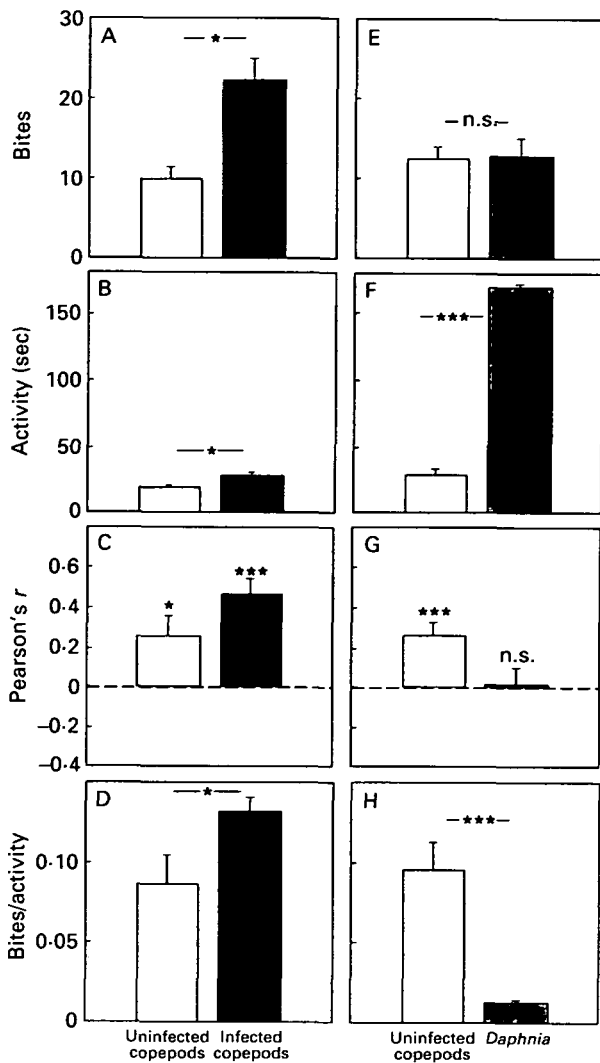 30
20
10
0
Bites
A
*
E
n.s.
150
100
50
0
Activity (sec)
B
*
F
***
0·6
0·4
0·2
0
−0·2
−0·4
Pearson's r
C
*
***
G
***
n.s.
0·10
0·05
0
Bites/activity
D
*
H
***
Uninfected
copepods
Infected
copepods
Uninfected
copepods
Daphnia